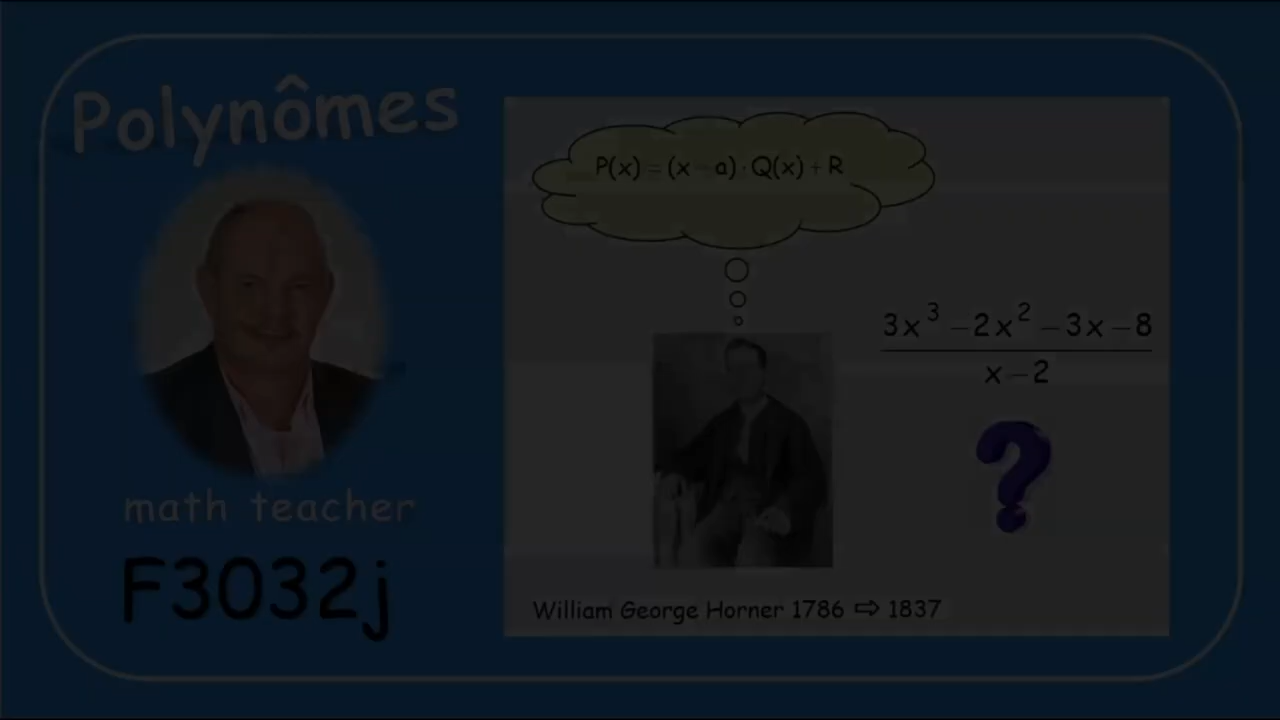 Polynômes
math teacher
F3032j
P(x) = (x - a) · Q(x) + R
3x³ - 2x² - 3x - 8
x - 2
?
William George Horner 1786 ⇨ 1837